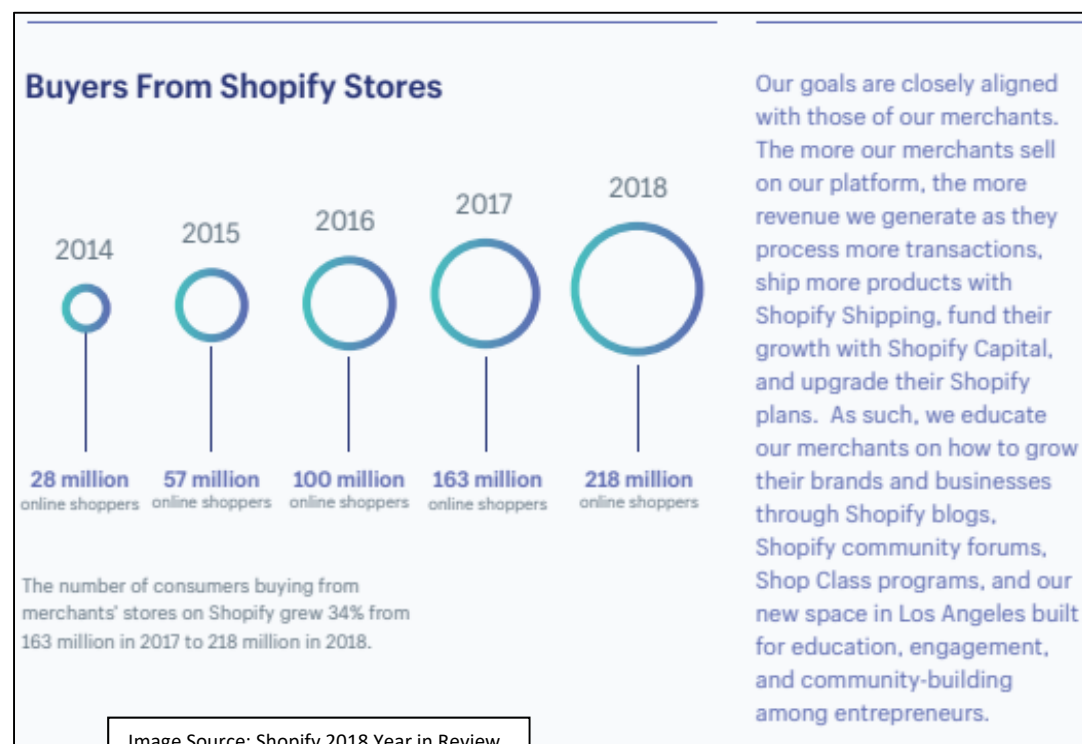 Buyers From Shopify Stores
2014
2015
2016
2017
2018
28 million
online shoppers
57 million
online shoppers
100 million
online shoppers
163 million
online shoppers
218 million
online shoppers
The number of consumers buying from
merchants' stores on Shopify grew 34% from
163 million in 2017 to 218 million in 2018.
Our goals are closely aligned
with those of our merchants.
The more our merchants sell
on our platform, the more
revenue we generate as they
process more transactions,
ship more products with
Shopify Shipping, fund their
growth with Shopify Capital,
and upgrade their Shopify
plans. As such, we educate
our merchants on how to grow
their brands and businesses
through Shopify blogs,
Shopify community forums,
Shop Class programs, and our
new space in Los Angeles built
for education, engagement,
and community-building
among entrepreneurs.
Image Source: Shopify 2018 Year in Review